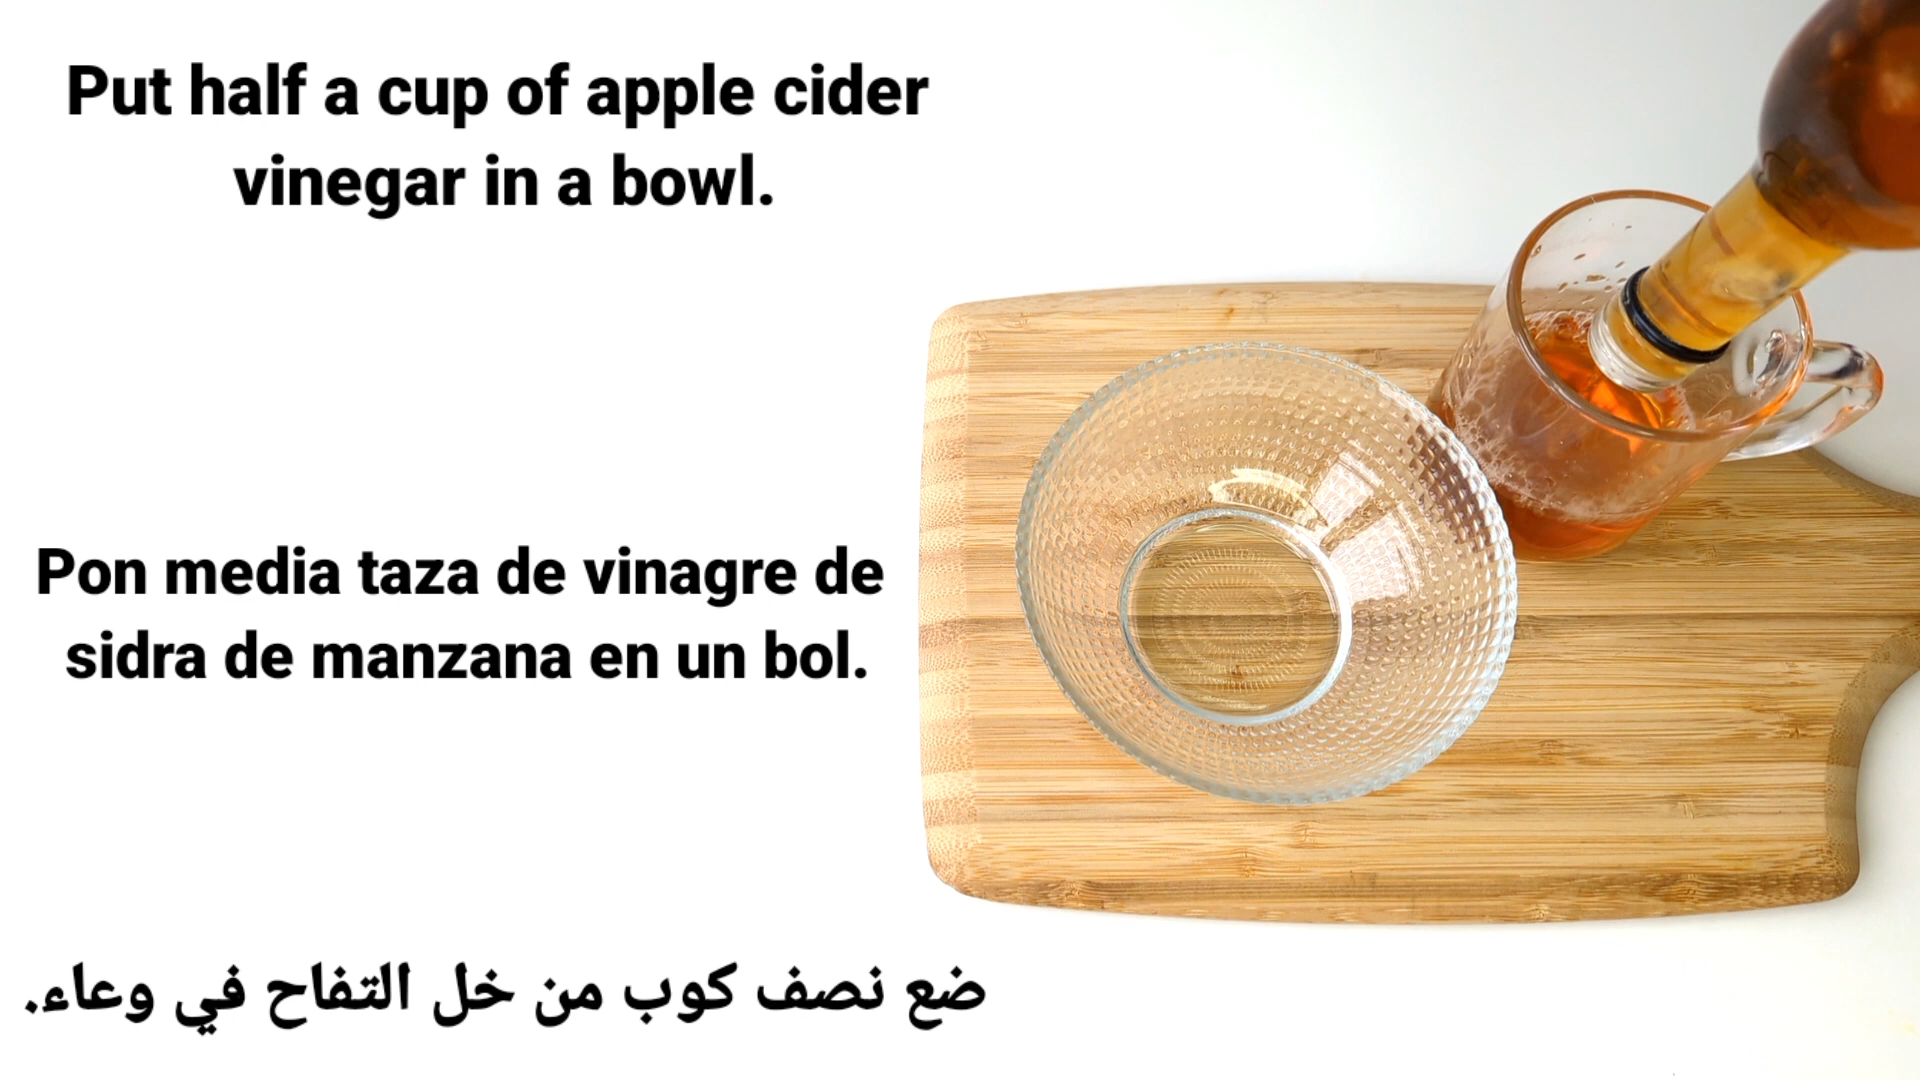 Put half a cup of apple cider
vinegar in a bowl.
Pon media taza de vinagre de
sidra de manzana en un bol.
ضع نصف كوب من خل التفاح في وعاء.